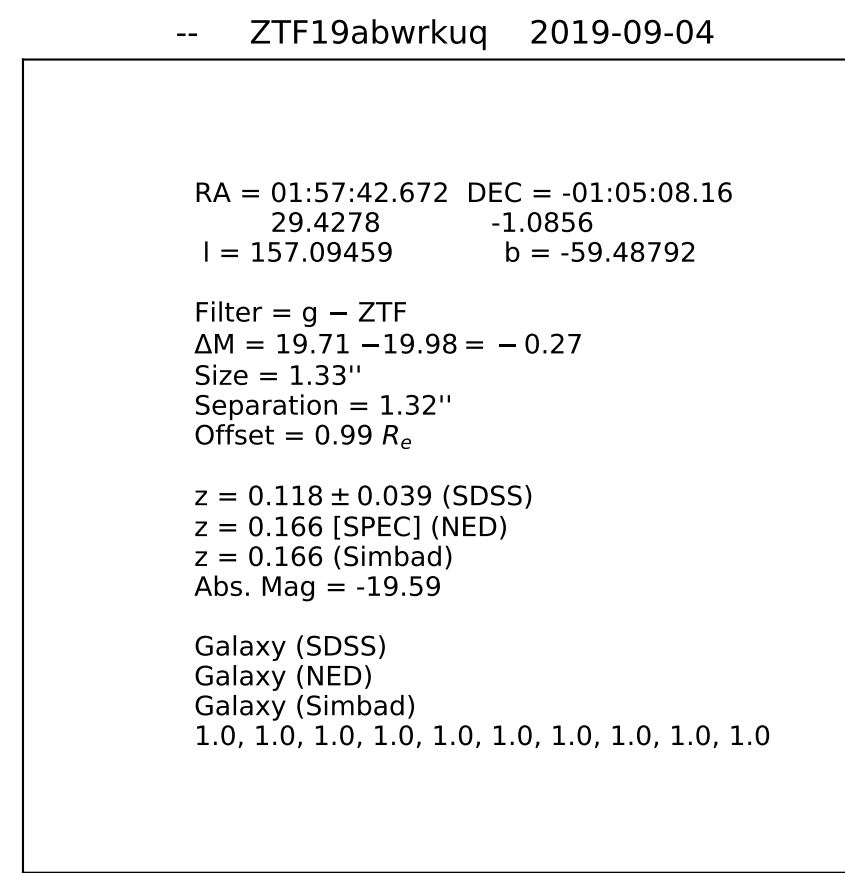 -- ZTF19abwrkuq 2019-09-04
RA = 01:57:42.672 DEC = -01:05:08.16
29.4278 -1.0856
l = 157.09459 b = -59.48792
Filter = g − ZTF
ΔM = 19.71 −19.98 = − 0.27
Size = 1.33''
Separation = 1.32''
Offset = 0.99 Rₑ
z = 0.118 ± 0.039 (SDSS)
z = 0.166 [SPEC] (NED)
z = 0.166 (Simbad)
Abs. Mag = -19.59
Galaxy (SDSS)
Galaxy (NED)
Galaxy (Simbad)
1.0, 1.0, 1.0, 1.0, 1.0, 1.0, 1.0, 1.0, 1.0, 1.0